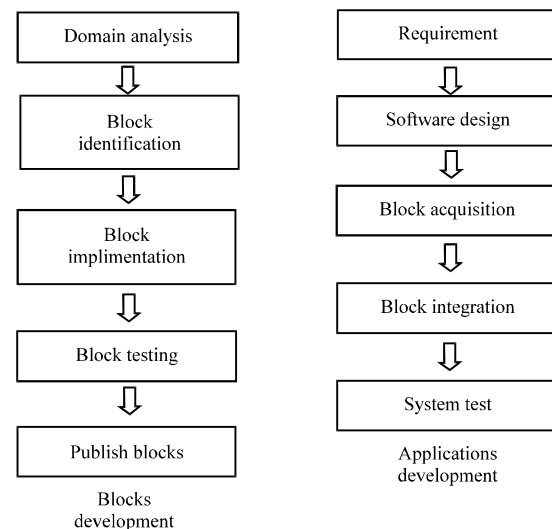 Domain analysis
Block
identification
Block
implimentation
Block testing
Publish blocks
Blocks
development
Requirement
Software design
Block acquisition
Block integration
System test
Applications
development